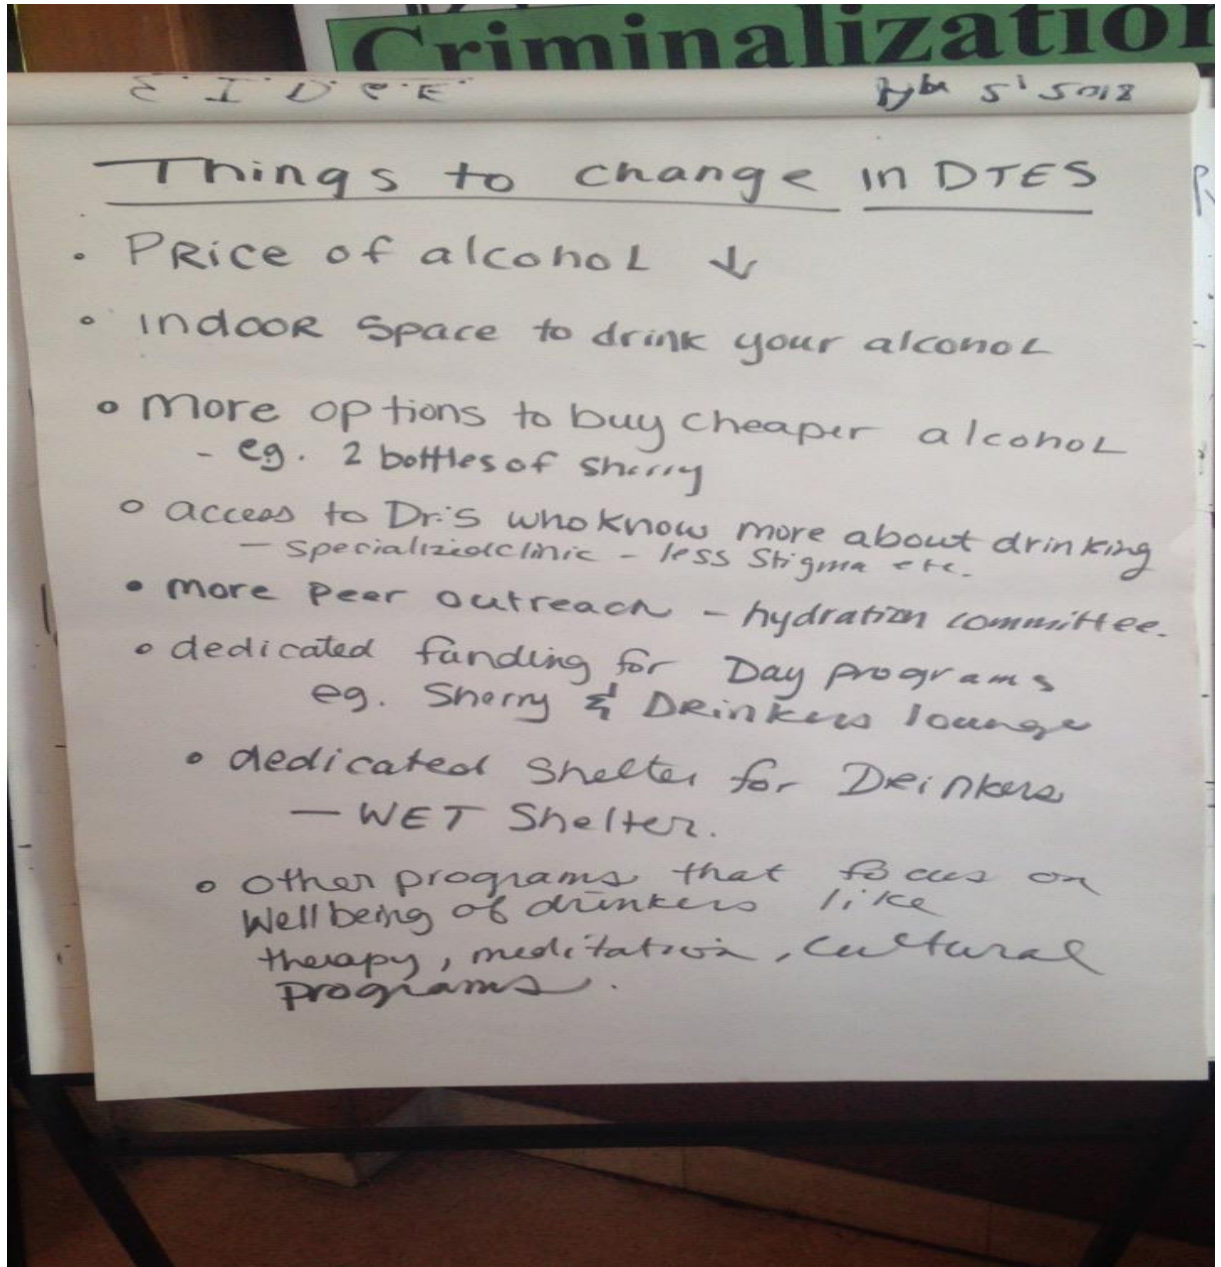 Criminalization
Things to change in DTES
• Price of alcohol ↓
• Indoor space to drink your alcohol
• more options to buy cheaper alcohol
- eg. 2 bottles of sherry
• access to Dr.'s who know more about drinking
- specialized clinic - less stigma etc.
• more peer outreach - hydration committee.
• dedicated funding for Day programs
eg. Sherry & Drinkers lounge
• dedicated shelter for Drinkers
- WET Shelter.
• other programs that focus on
Wellbeing of drinkers like
therapy, meditation, cultural
programs.